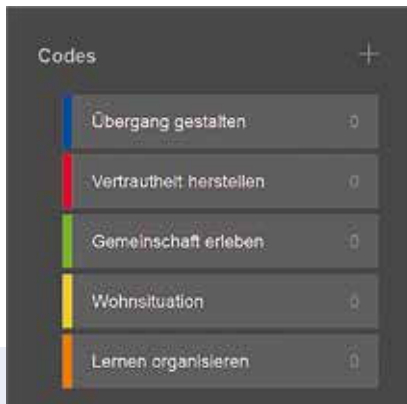 Codes +
Übergang gestalten 0
Vertrautheit herstellen 0
Gemeinschaft erleben 0
Wohnsituation 0
Lernen organisieren 0